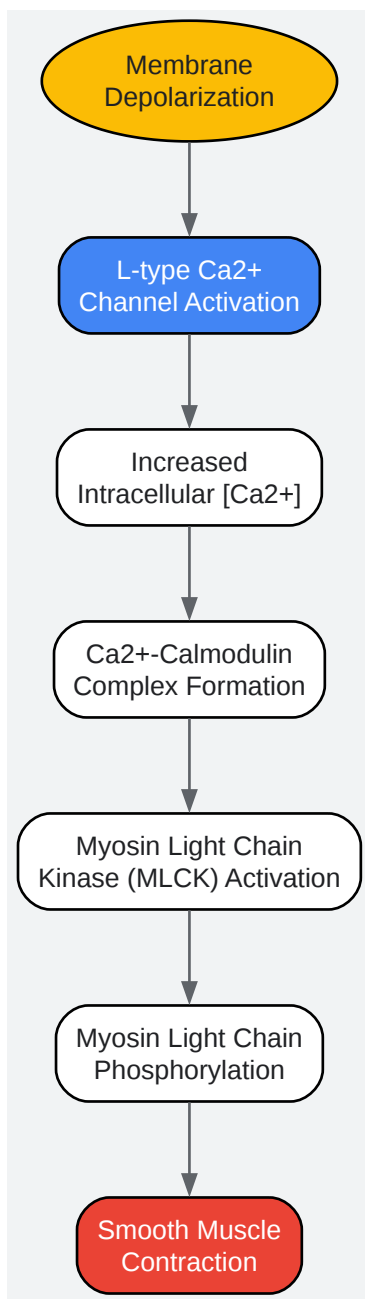 Membrane
Depolarization
L-type Ca2+
Channel Activation
Increased
Intracellular [Ca2+]
Ca2+-Calmodulin
Complex Formation
Myosin Light Chain
Kinase (MLCK) Activation
Myosin Light Chain
Phosphorylation
Smooth Muscle
Contraction